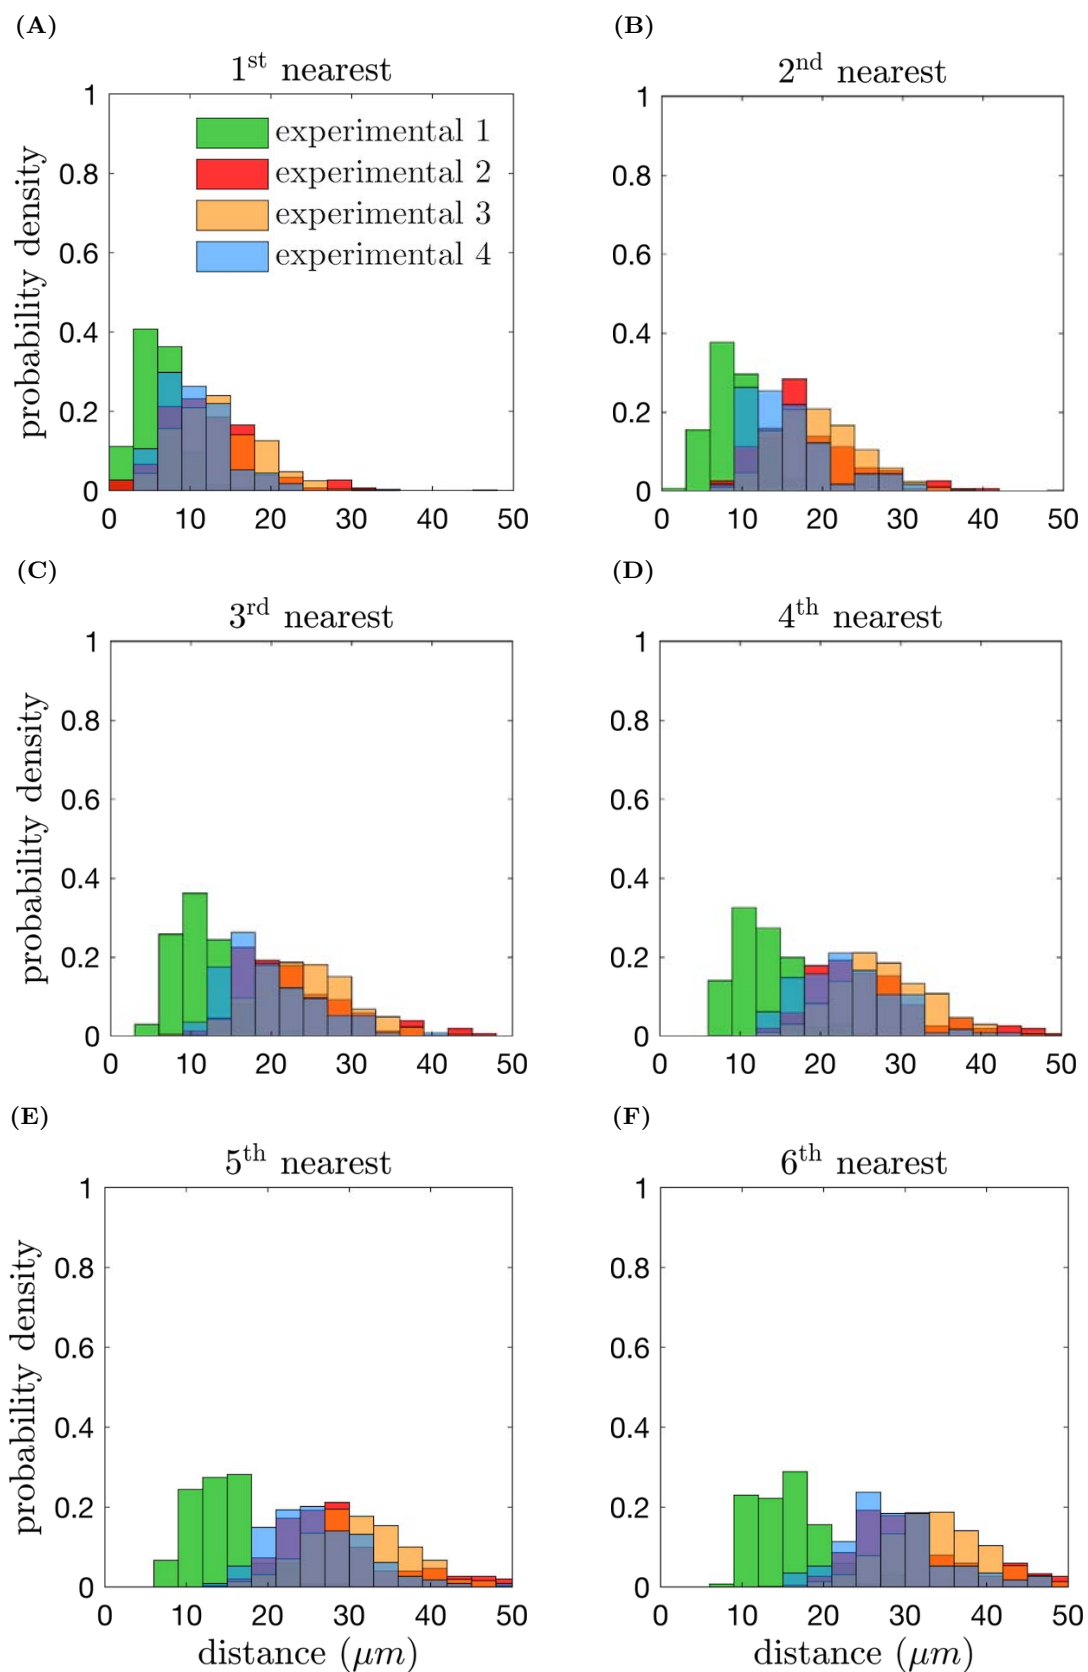 (A)
1st nearest
probability density
1
0.8
0.6
0.4
0.2
0
0 10 20 30 40 50
experimental 1
experimental 2
experimental 3
experimental 4
(B)
2nd nearest
1
0.8
0.6
0.4
0.2
0
0 10 20 30 40 50
(C)
3rd nearest
probability density
1
0.8
0.6
0.4
0.2
0
0 10 20 30 40 50
(D)
4th nearest
1
0.8
0.6
0.4
0.2
0
0 10 20 30 40 50
(E)
5th nearest
probability density
1
0.8
0.6
0.4
0.2
0
0 10 20 30 40 50
distance (μm)
(F)
6th nearest
1
0.8
0.6
0.4
0.2
0
0 10 20 30 40 50
distance (μm)